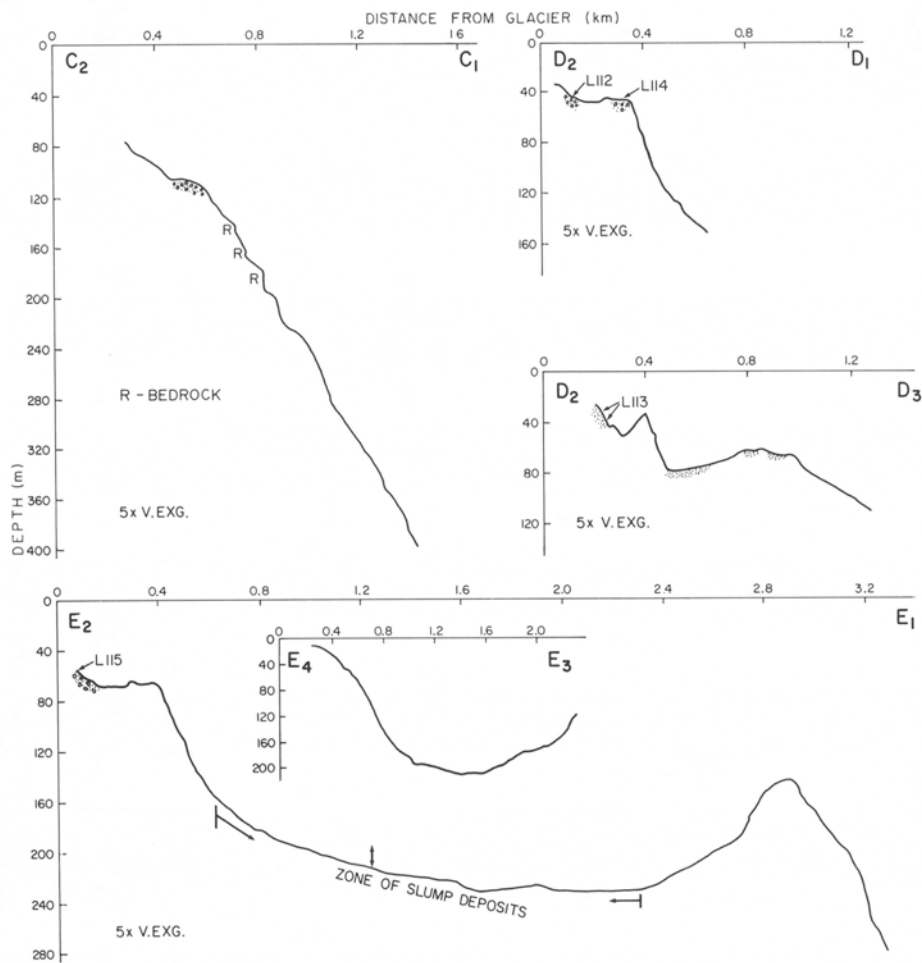 DISTANCE FROM GLACIER (km)
0 0.4 0.8 1.2 1.6
C2 C1
0
40
80
120
160
200
240
280
320
360
400
DEPTH (m)
R
R
R
R - BEDROCK
5x V.EXG.
0 0.4 0.8 1.2
D2 D1
0
40
80
120
160
L112 L114
5x V.EXG.
0 0.4 0.8 1.2
D2 D3
0
40
80
120
L113
5x V.EXG.
0 0.4 0.8 1.2 1.6 2.0 2.4 2.8 3.2
E2 E1
0
40
80
120
160
200
240
280
L115
0 0.4 0.8 1.2 1.6 2.0
E4 E3
0
40
80
120
160
200
ZONE OF SLUMP DEPOSITS
5x V.EXG.